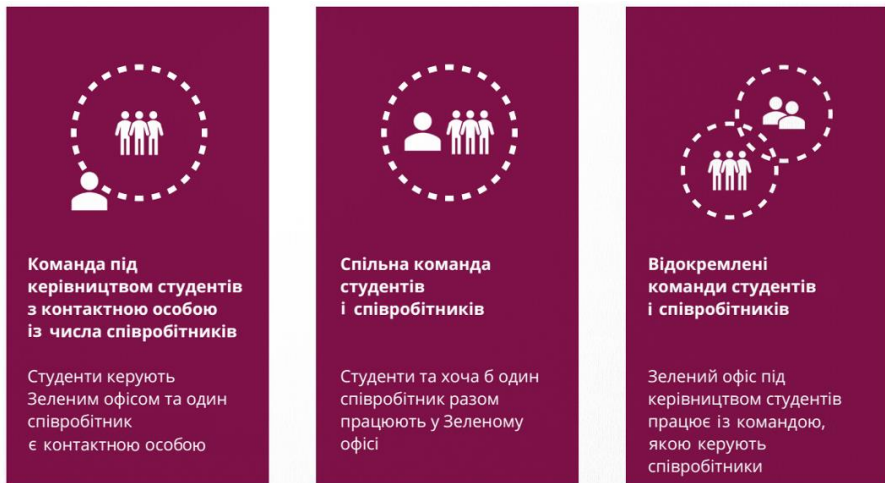 Команда під
керівництвом студентів
з контактною особою
із числа співробітників
Студенти керують
Зеленим офісом та один
співробітник
є контактною особою
Спільна команда
студентів
і співробітників
Студенти та хоча б один
співробітник разом
працюють у Зеленому
офісі
Відокремлені
команди студентів
і співробітників
Зелений офіс під
керівництвом студентів
працює із командою,
якою керують
співробітники